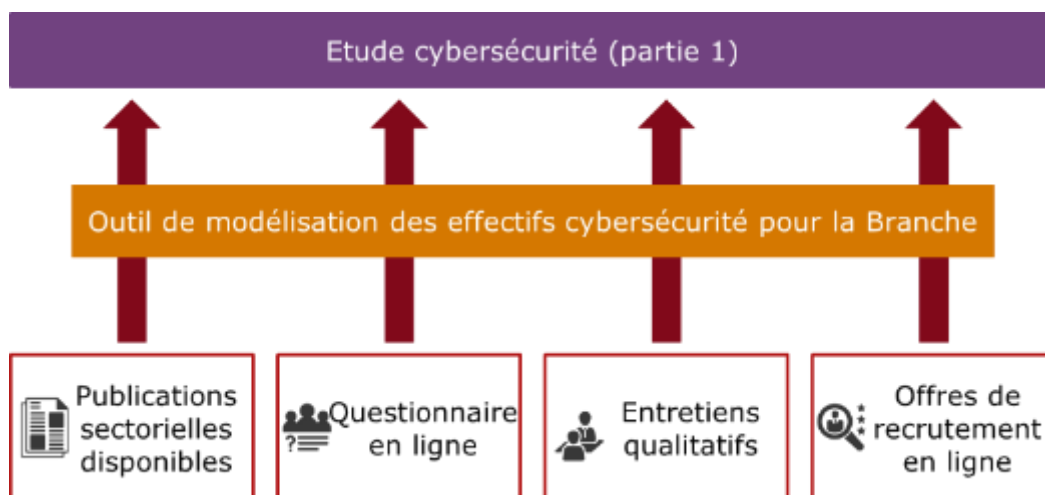 Etude cybersécurité (partie 1)
Outil de modélisation des effectifs cybersécurité pour la Branche
Publications
sectorielles
disponibles
Questionnaire
en ligne
Entretiens
qualitatifs
Offres de
recrutement
en ligne